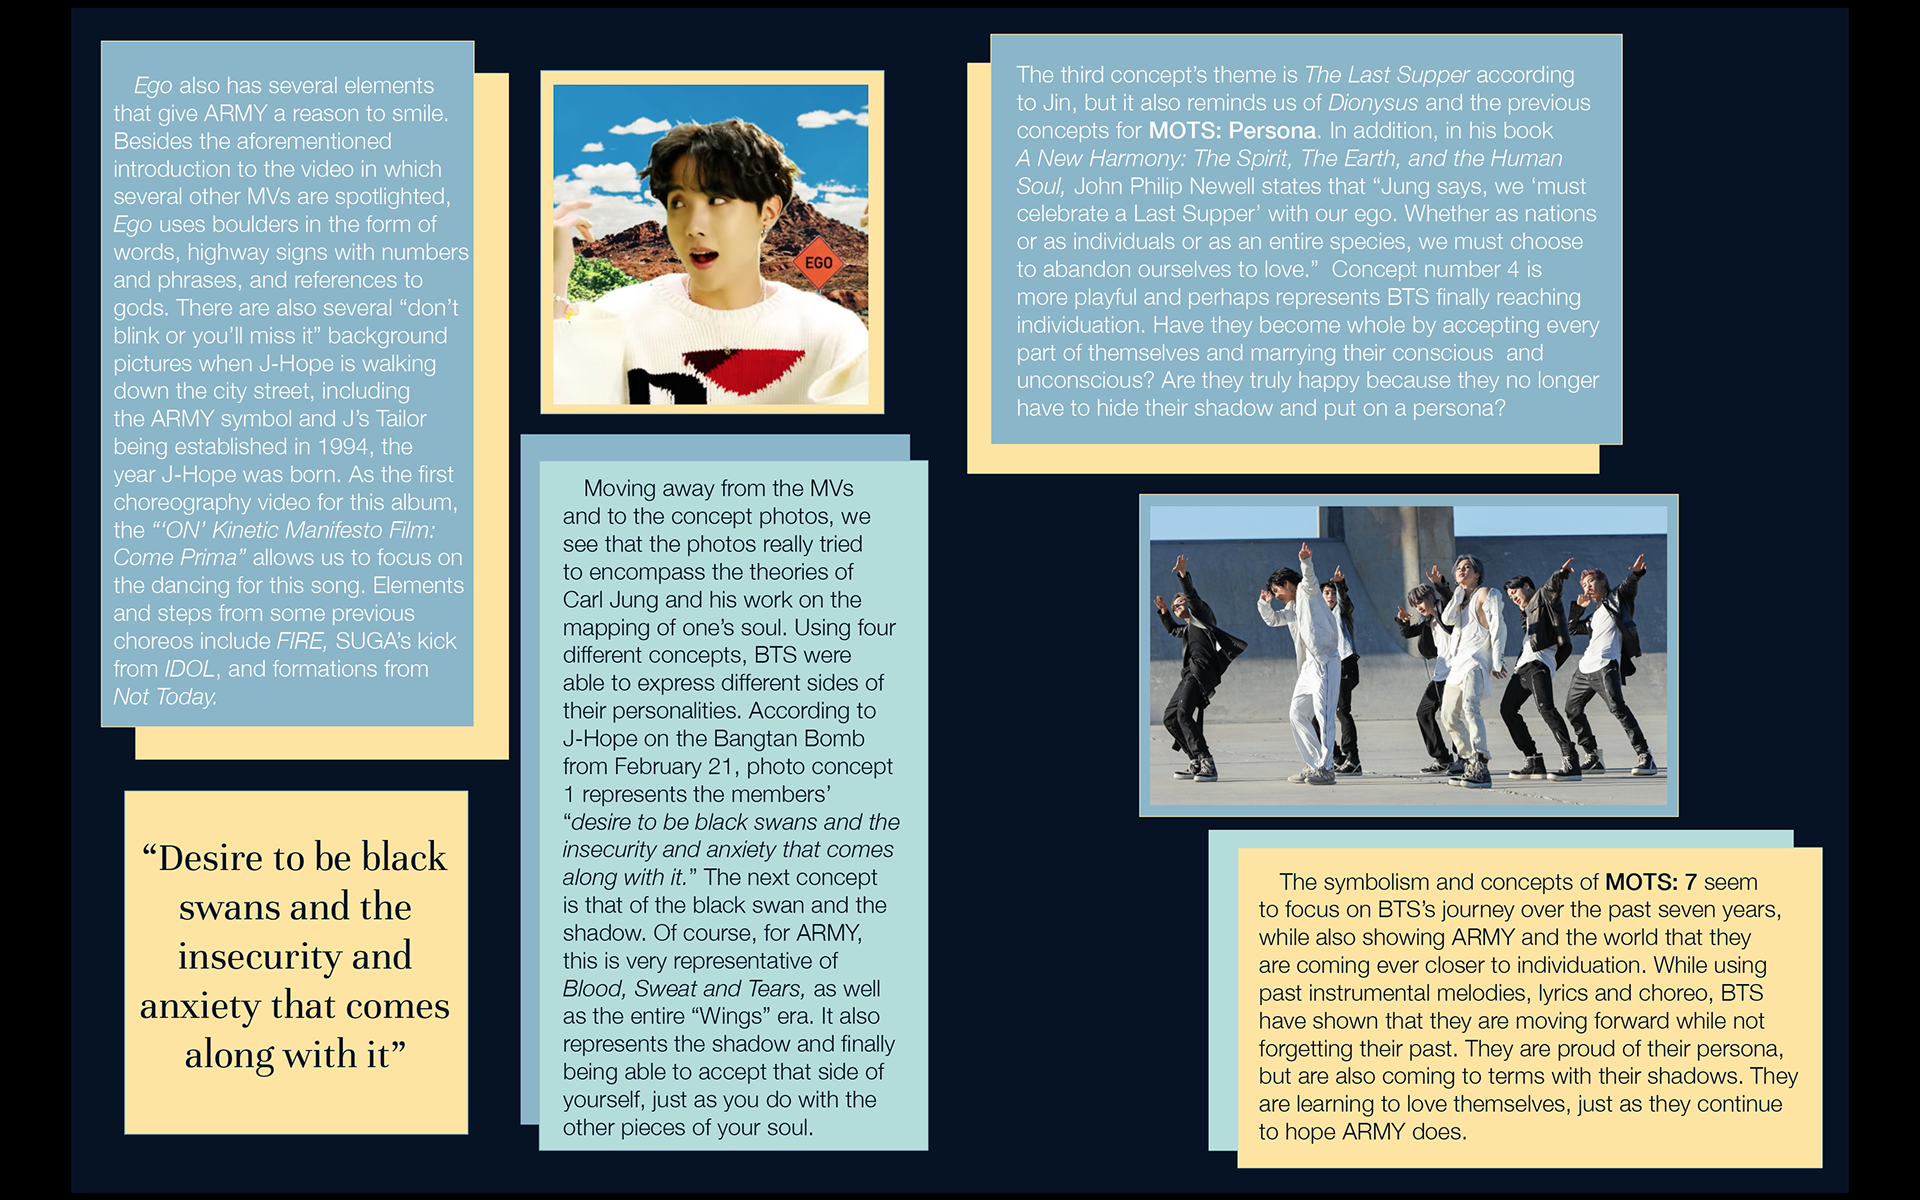 Ego also has several elements
that give ARMY a reason to smile.
Besides the aforementioned
introduction to the video in which
several other MVs are spotlighted,
Ego uses boulders in the form of
words, highway signs with numbers
and phrases, and references to
gods. There are also several “don’t
blink or you’ll miss it” background
pictures when J-Hope is walking
down the city street, including
the ARMY symbol and J’s Tailor
being established in 1994, the
year J-Hope was born. As the first
choreography video for this album,
the “‘ON’ Kinetic Manifesto Film:
Come Prima” allows us to focus on
the dancing for this song. Elements
and steps from some previous
choreos include FIRE, SUGA’s kick
from IDOL, and formations from
Not Today.
“Desire to be black
swans and the
insecurity and
anxiety that comes
along with it”
EGO
Moving away from the MVs
and to the concept photos, we
see that the photos really tried
to encompass the theories of
Carl Jung and his work on the
mapping of one’s soul. Using four
different concepts, BTS were
able to express different sides of
their personalities. According to
J-Hope on the Bangtan Bomb
from February 21, photo concept
1 represents the members’
“desire to be black swans and the
insecurity and anxiety that comes
along with it.” The next concept
is that of the black swan and the
shadow. Of course, for ARMY,
this is very representative of
Blood, Sweat and Tears, as well
as the entire “Wings” era. It also
represents the shadow and finally
being able to accept that side of
yourself, just as you do with the
other pieces of your soul.
The third concept’s theme is The Last Supper according
to Jin, but it also reminds us of Dionysus and the previous
concepts for MOTS: Persona. In addition, in his book
A New Harmony: The Spirit, The Earth, and the Human
Soul, John Philip Newell states that “Jung says, we ‘must
celebrate a Last Supper’ with our ego. Whether as nations
or as individuals or as an entire species, we must choose
to abandon ourselves to love.” Concept number 4 is
more playful and perhaps represents BTS finally reaching
individuation. Have they become whole by accepting every
part of themselves and marrying their conscious and
unconscious? Are they truly happy because they no longer
have to hide their shadow and put on a persona?
The symbolism and concepts of MOTS: 7 seem
to focus on BTS’s journey over the past seven years,
while also showing ARMY and the world that they
are coming ever closer to individuation. While using
past instrumental melodies, lyrics and choreo, BTS
have shown that they are moving forward while not
forgetting their past. They are proud of their persona,
but are also coming to terms with their shadows. They
are learning to love themselves, just as they continue
to hope ARMY does.